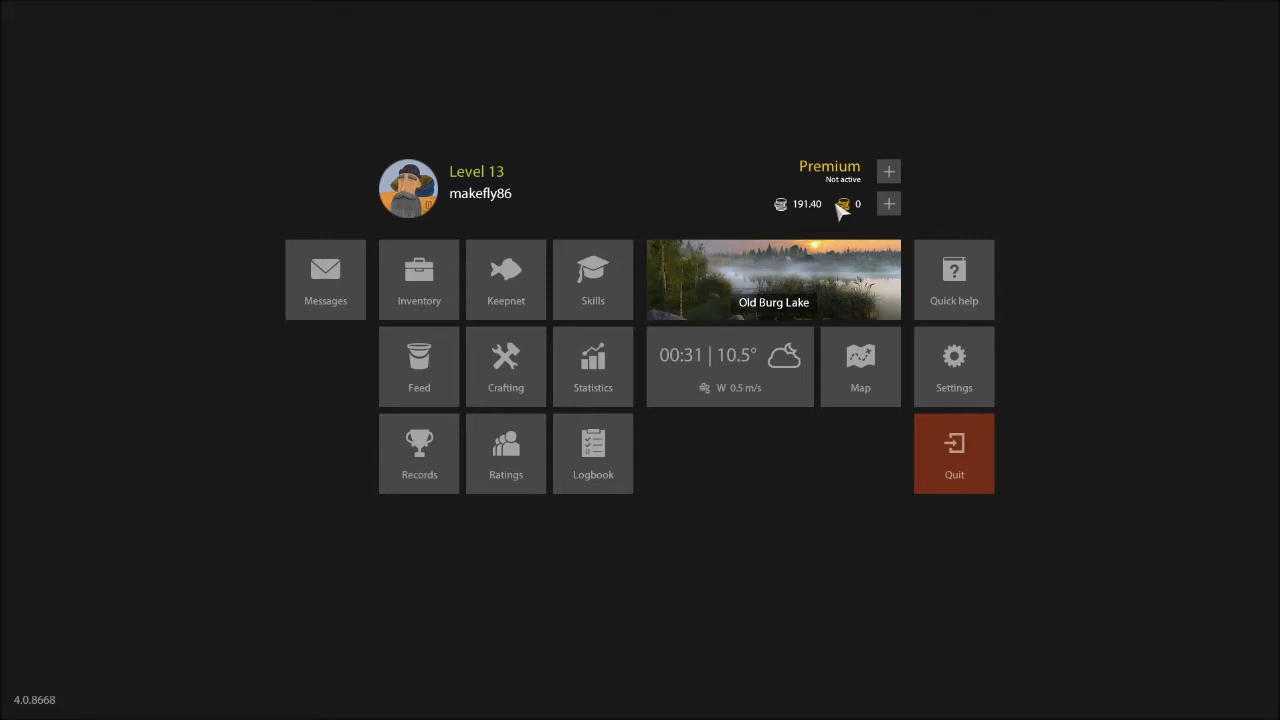 Level 13
makefly86
Premium
Not active
191.40 0
Messages
Inventory
Keepnet
Skills
Old Burg Lake
Quick help
Feed
Crafting
Statistics
00:31 | 10.5°
W 0.5 m/s
Map
Settings
Records
Ratings
Logbook
Quit
4.0.8668